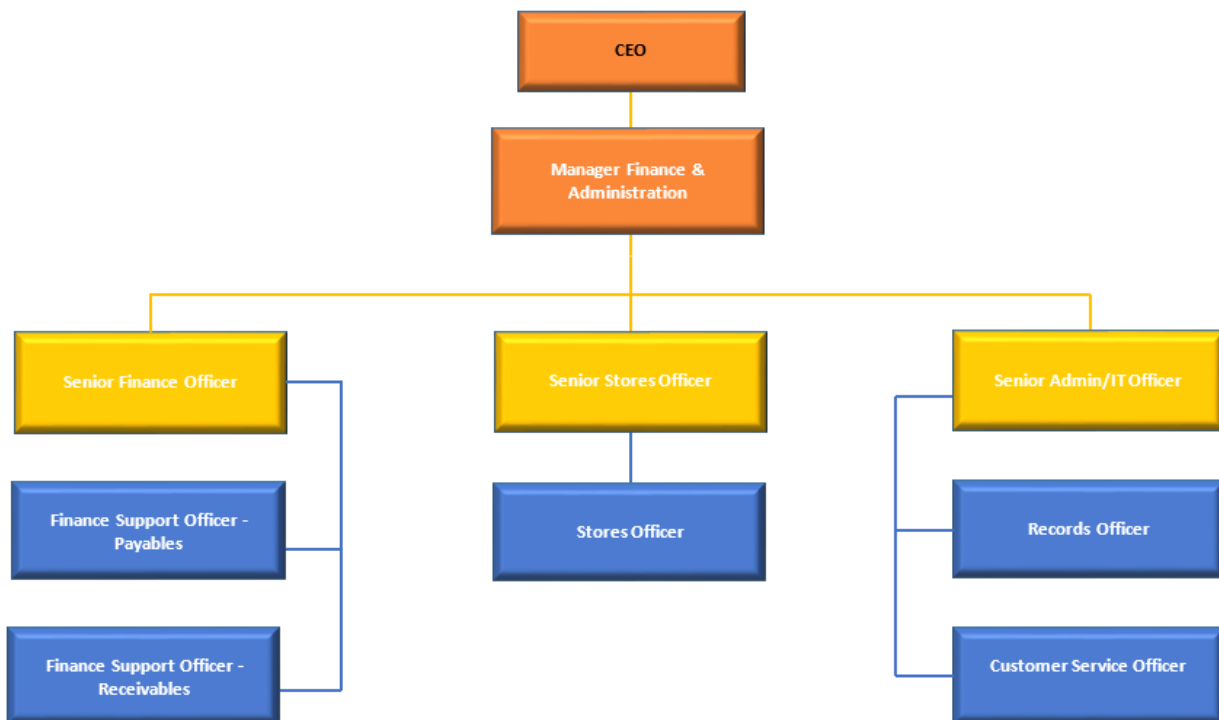 CEO
Manager Finance &
Administration
Senior Finance Officer
Senior Stores Officer
Senior Admin/IT Officer
Finance Support Officer -
Payables
Stores Officer
Records Officer
Finance Support Officer -
Receivables
Customer Service Officer